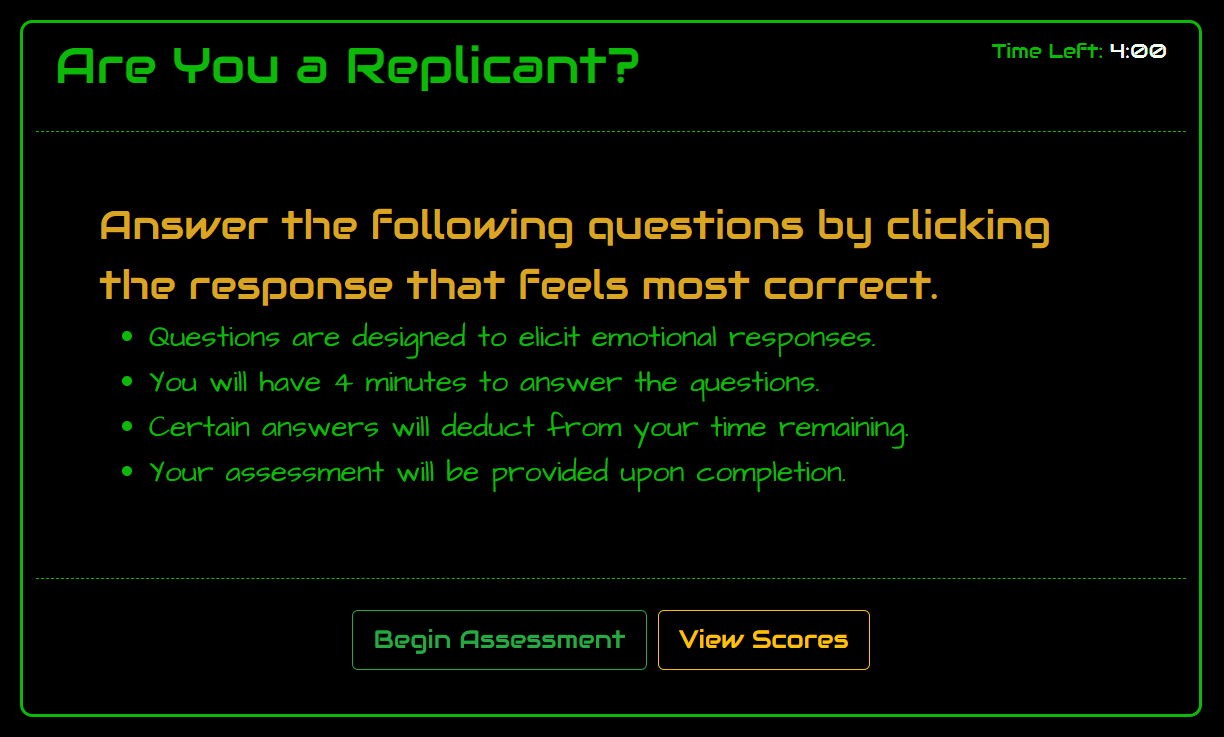 Are You a Replicant?
Time Left: 4:00
Answer the following questions by clicking
the response that feels most correct.
Questions are designed to elicit emotional responses.
You will have 4 minutes to answer the questions.
Certain answers will deduct from your time remaining.
Your assessment will be provided upon completion.
Begin Assessment
View Scores